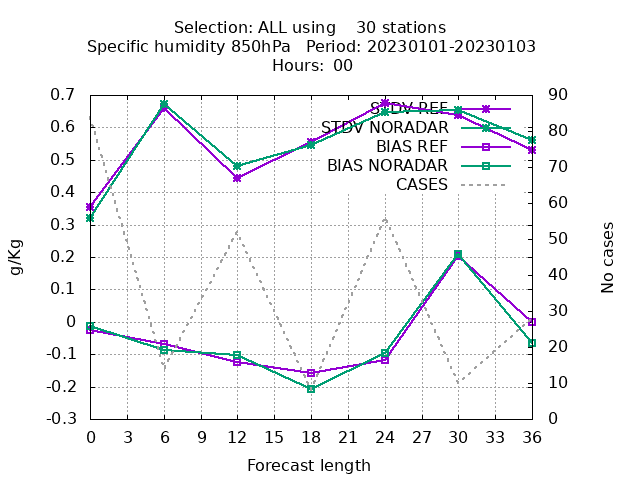 Selection: ALL using    30 stations
Specific humidity 850hPa   Period: 20230101-20230103
Hours:  00
0.7
0.6
0.5
0.4
0.3
0.2
0.1
0
-0.1
-0.2
-0.3
g/Kg
STDV REF
STDV NORADAR
BIAS REF
BIAS NORADAR
CASES
90
80
70
60
50
40
30
20
10
0
No cases
0 3 6 9 12 15 18 21 24 27 30 33 36
Forecast length